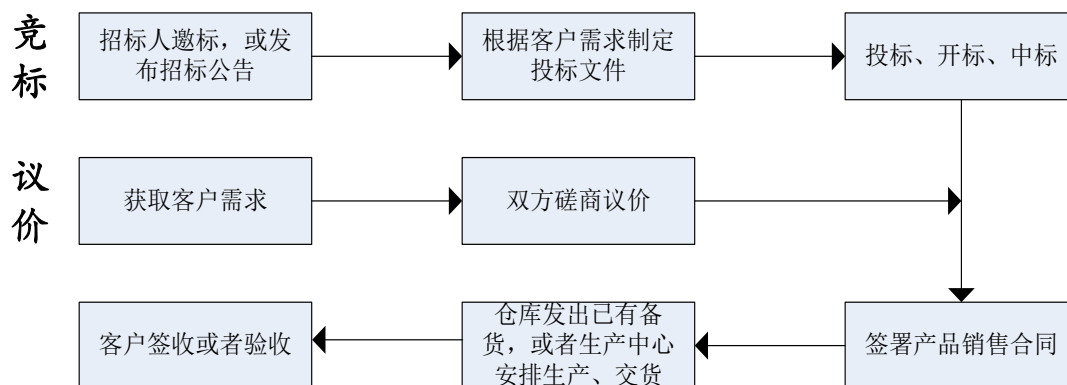 竞
标
招标人邀标，或发
布招标公告
根据客户需求制定
投标文件
投标、开标、中标
议
价
获取客户需求
双方磋商议价
客户签收或者验收
仓库发出已有备
货，或者生产中心
安排生产、交货
签署产品销售合同